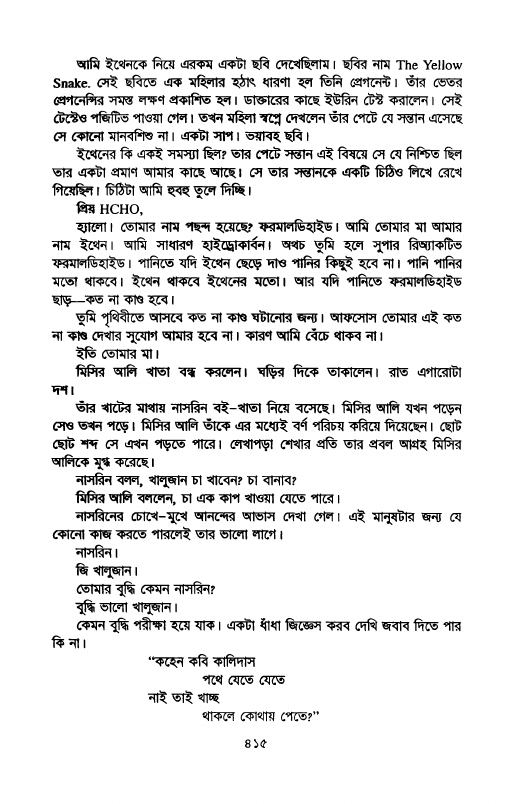 আমি ইথেনকে নিয়ে এরকম একটা ছবি দেখেছিলাম। ছবির নাম The Yellow
Snake. সেই ছবিতে এক মহিলার হঠাৎ ধারণা হল তিনি প্রেগনেন্ট। তাঁর ভেতর
প্রেগনেন্সির সমস্ত লক্ষণ প্রকাশিত হল। ডাক্তারের কাছে ইউরিন টেস্ট করালেন। সেই
টেস্টেও পজিটিভ পাওয়া গেল। তখন মহিলা স্বপ্নে দেখলেন তাঁর পেটে যে সন্তান এসেছে
সে কোনো মানবশিশু না। একটা সাপ। ভয়াবহ ছবি।
ইথেনের কি একই সমস্যা ছিল? তার পেটে সন্তান এই বিষয়ে সে যে নিশ্চিত ছিল
তার একটা প্রমাণ আমার কাছে আছে। সে তার সন্তানকে একটি চিঠিও লিখে রেখে
গিয়েছিল। চিঠিটা আমি হুবহু তুলে দিচ্ছি।
প্রিয় HCHO,
হ্যালো। তোমার নাম পছন্দ হয়েছে? ফরমালডিহাইড। আমি তোমার মা আমার
নাম ইথেন। আমি সাধারণ হাইড্রোকার্বন। অথচ তুমি হলে সুপার রিঅ্যাকটিভ
ফরমালডিহাইড। পানিতে যদি ইথেন ছেড়ে দাও পানির কিছুই হবে না। পানি পানির
মতো থাকবে। ইথেন থাকবে ইথেনের মতো। আর যদি পানিতে ফরমালডিহাইড
ছাড়—কত না কাণ্ড হবে।
তুমি পৃথিবীতে আসবে কত না কাণ্ড ঘটানোর জন্য। আফসোস তোমার এই কত
না কাণ্ড দেখার সুযোগ আমার হবে না। কারণ আমি বেঁচে থাকব না।
ইতি তোমার মা।
মিসির আলি খাতা বন্ধ করলেন। ঘড়ির দিকে তাকালেন। রাত এগারোটা
দশ।
তাঁর খাটের মাথায় নাসরিন বই-খাতা নিয়ে বসেছে। মিসির আলি যখন পড়েন
সেও তখন পড়ে। মিসির আলি তাঁকে এর মধ্যেই বর্ণ পরিচয় করিয়ে দিয়েছেন। ছোট
ছোট শব্দ সে এখন পড়তে পারে। লেখাপড়া শেখার প্রতি তার প্রবল আগ্রহ মিসির
আলিকে মুগ্ধ করেছে।
নাসরিন বলল, খালুজান চা খাবেন? চা বানাব?
মিসির আলি বললেন, চা এক কাপ খাওয়া যেতে পারে।
নাসরিনের চোখে-মুখে আনন্দের আভাস দেখা গেল। এই মানুষটার জন্য যে
কোনো কাজ করতে পারলেই তার ভালো লাগে।
নাসরিন।
জি খালুজান।
তোমার বুদ্ধি কেমন নাসরিন?
বুদ্ধি ভালো খালুজান।
কেমন বুদ্ধি পরীক্ষা হয়ে যাক। একটা ধাঁধা জিজ্ঞেস করব দেখি জবাব দিতে পার
কি না।
“কহেন কবি কালিদাস
পথে যেতে যেতে
নাই তাই খাচ্ছ
থাকলে কোথায় পেতে?”
৪১৫